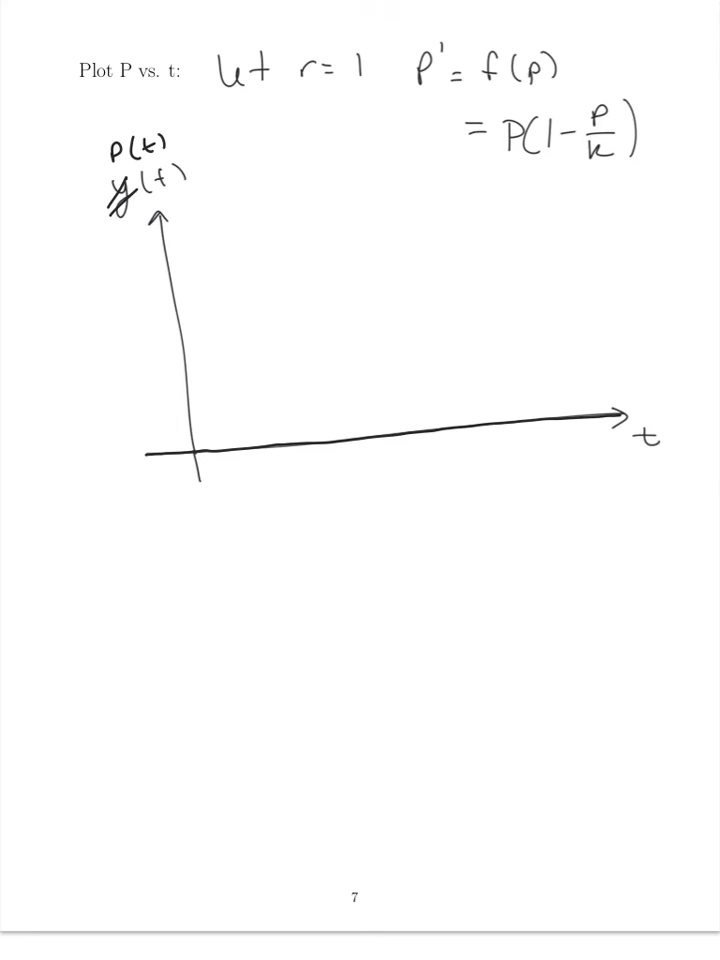 Plot P vs. t: let r = 1 P' = f(P)
= P(1 - P/k)
P(t)
y(t)
t
7